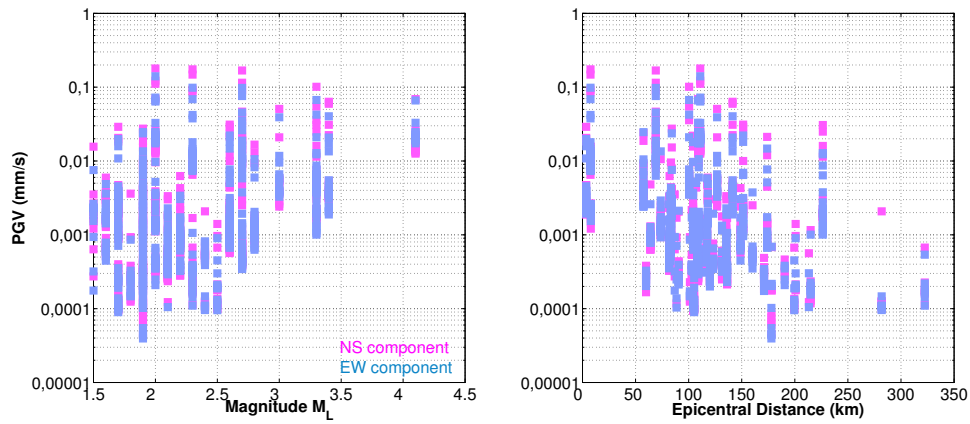 1
0,1
0,01
0,001
0,0001
0,00001
PGV (mm/s)
NS component
EW component
1.5 2 2.5 3 3.5 4 4.5
Magnitude M_L
1
0,1
0,01
0,001
0,0001
0,00001
0 50 100 150 200 250 300 350
Epicentral Distance (km)